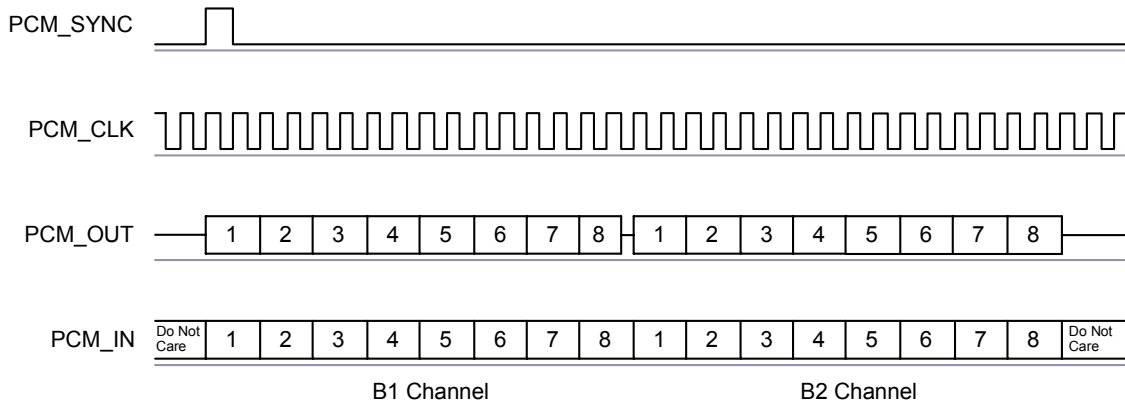 PCM_SYNC
PCM_CLK
PCM_OUT 1 2 3 4 5 6 7 8 1 2 3 4 5 6 7 8
PCM_IN Do Not Care 1 2 3 4 5 6 7 8 1 2 3 4 5 6 7 8 Do Not Care
B1 Channel B2 Channel